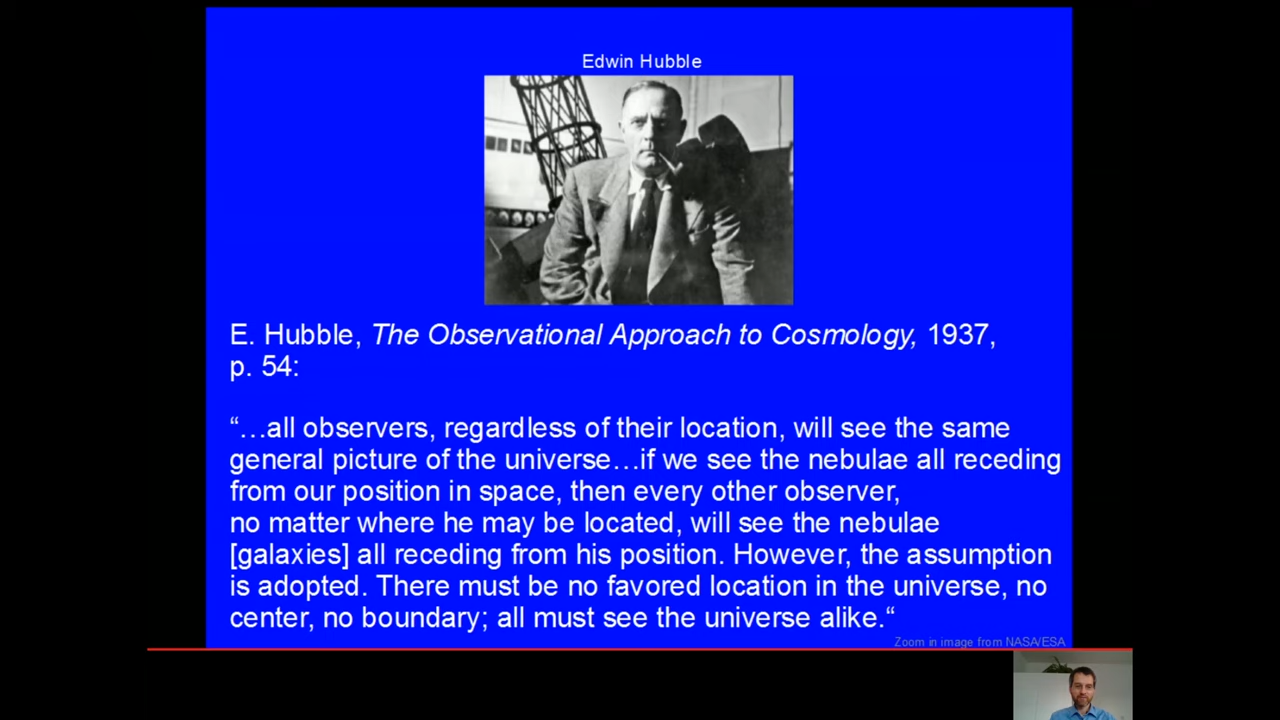 Edwin Hubble
E. Hubble, The Observational Approach to Cosmology, 1937,
p. 54:
“…all observers, regardless of their location, will see the same
general picture of the universe…if we see the nebulae all receding
from our position in space, then every other observer,
no matter where he may be located, will see the nebulae
[galaxies] all receding from his position. However, the assumption
is adopted. There must be no favored location in the universe, no
center, no boundary; all must see the universe alike.“
Zoom in image from NASA/ESA